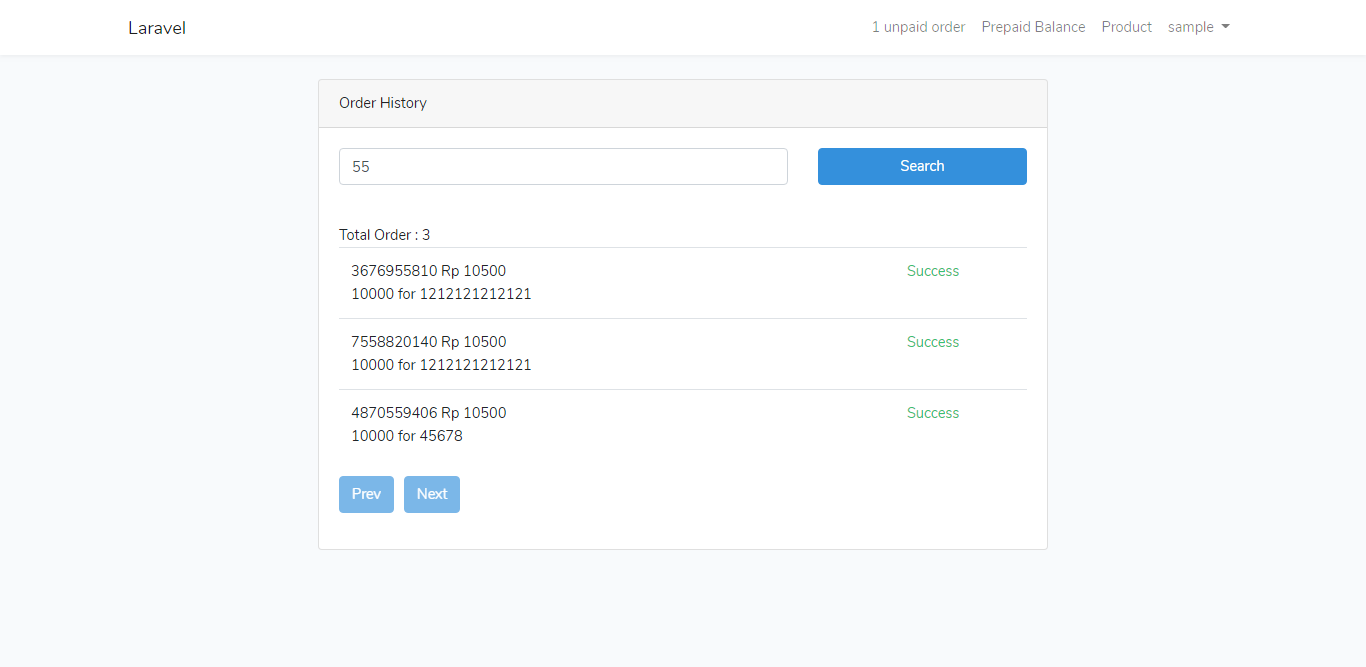 Laravel
1 unpaid order Prepaid Balance Product sample
Order History
55 Search
Total Order : 3
3676955810 Rp 10500 Success
10000 for 1212121212121
7558820140 Rp 10500 Success
10000 for 1212121212121
4870559406 Rp 10500 Success
10000 for 45678
Prev Next